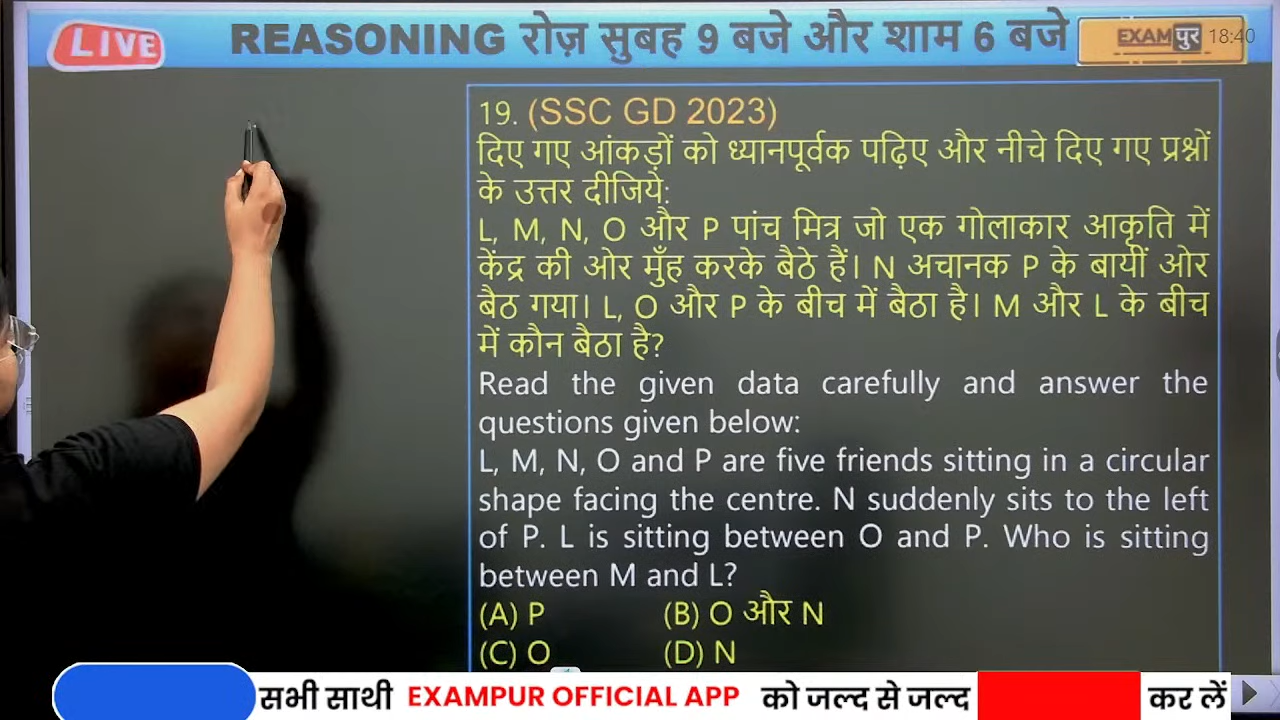 LIVE
REASONING रोज़ सुबह 9 बजे और शाम 6 बजे
EXAMपुर 18:40
19. (SSC GD 2023)
दिए गए आंकड़ों को ध्यानपूर्वक पढ़िए और नीचे दिए गए प्रश्नों
के उत्तर दीजिये:
L, M, N, O और P पांच मित्र जो एक गोलाकार आकृति में
केंद्र की ओर मुँह करके बैठे हैं। N अचानक P के बायीं ओर
बैठ गया। L, O और P के बीच में बैठा है। M और L के बीच
में कौन बैठा है?
Read the given data carefully and answer the
questions given below:
L, M, N, O and P are five friends sitting in a circular
shape facing the centre. N suddenly sits to the left
of P. L is sitting between O and P. Who is sitting
between M and L?
(A) P (B) O और N
(C) O (D) N
सभी साथी EXAMPUR OFFICIAL APP को जल्द से जल्द कर लें